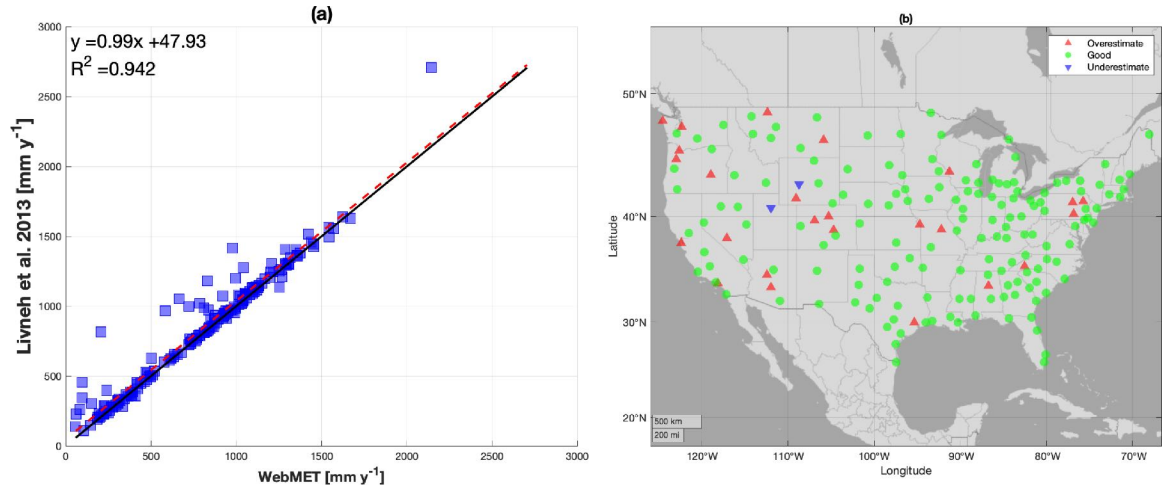 (a)
y =0.99x +47.93
R² =0.942
3000
2500
2000
1500
1000
500
0
0 500 1000 1500 2000 2500 3000
Livneh et al. 2013 [mm y⁻¹]
WebMET [mm y⁻¹]
(b)
Overestimate
Good
Underestimate
50°N
40°N
30°N
20°N
Latitude
500 km
200 mi
120°W 110°W 100°W 90°W 80°W 70°W
Longitude